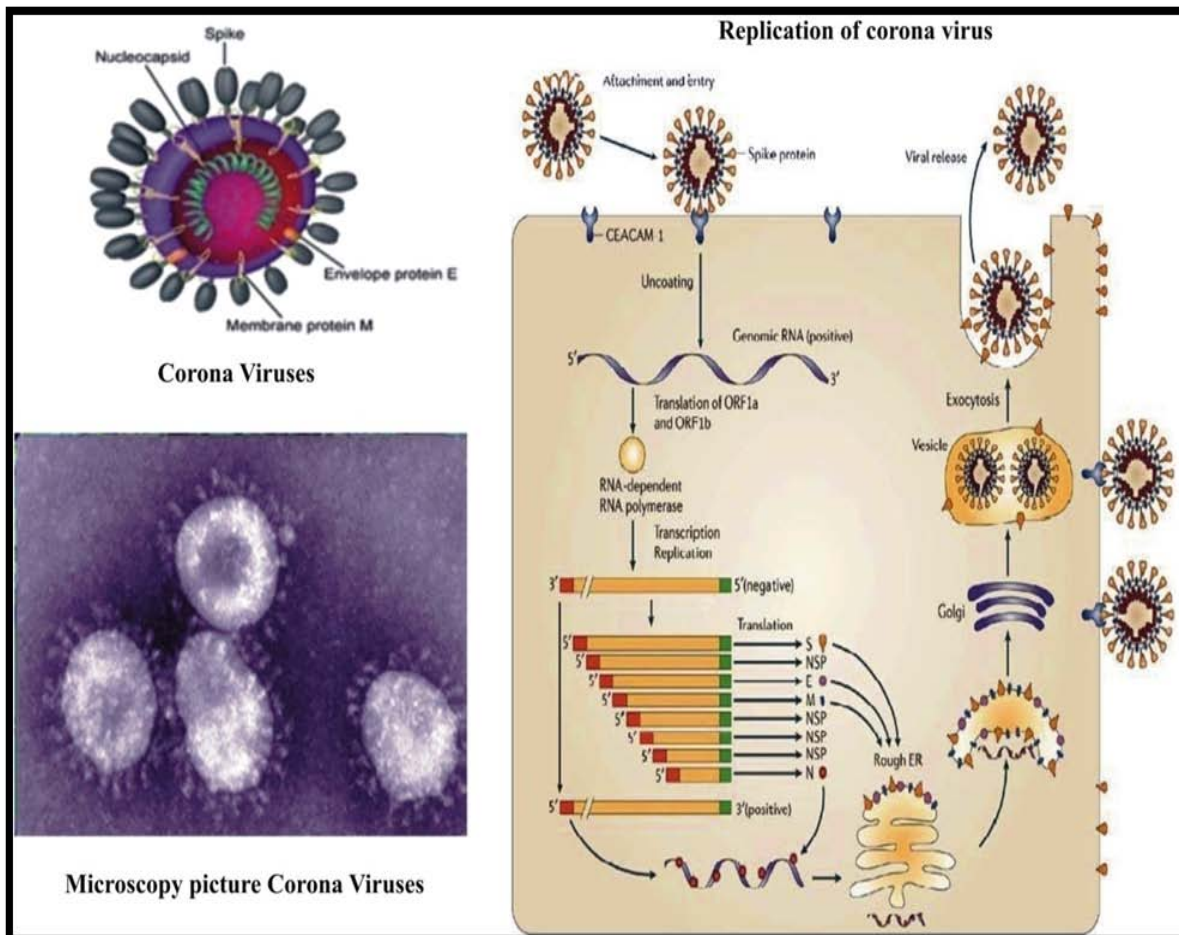 Spike
Nucleocapsid
Envelope protein E
Membrane protein M
Corona Viruses
Microscopy picture Corona Viruses
Replication of corona virus
Attachment and entry
Spike protein
Viral release
CEACAM 1
Uncoating
Genomic RNA (positive)
5′
3′
Translation of ORF1a
and ORF1b
RNA-dependent
RNA polymerase
Transcription
Replication
3′ 5′(negative)
Translation
5′ S
5′ NSP
5′ E
5′ M
5′ NSP
5′ NSP
5′ NSP
5′ N
5′ 3′(positive)
Rough ER
Golgi
Vesicle
Exocytosis